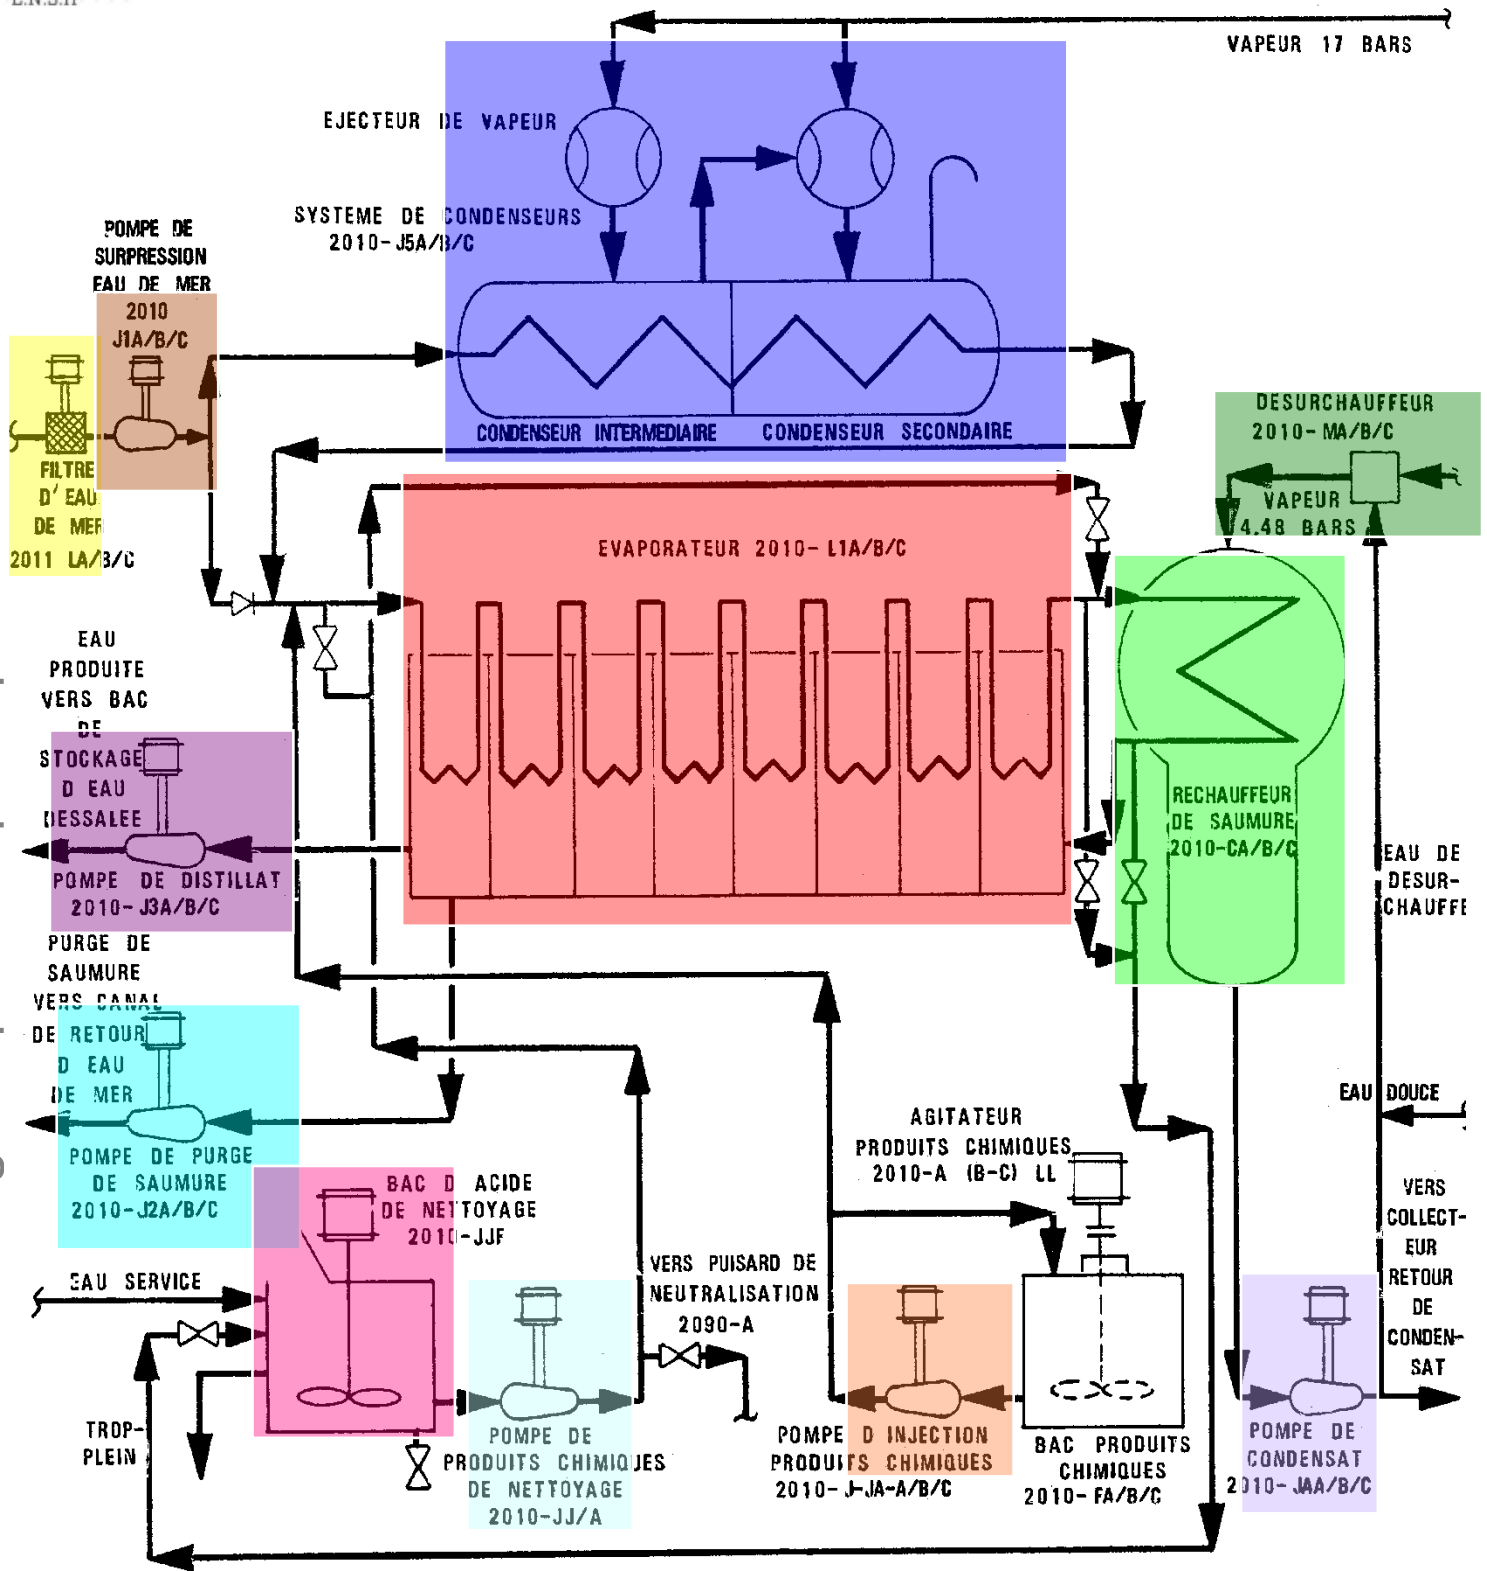 E.N.S.H
VAPEUR 17 BARS
EJECTEUR DE VAPEUR
SYSTEME DE CONDENSEURS
2010-J5A/B/C
POMPE DE
SURPRESSION
EAU DE MER
2010
J1A/B/C
CONDENSEUR INTERMEDIAIRE
CONDENSEUR SECONDAIRE
DESURCHAUFFEUR
2010-MA/B/C
VAPEUR
4.48 BARS
FILTRE
D' EAU
DE MER
2011 LA/B/C
EVAPORATEUR 2010-L1A/B/C
EAU
PRODUITE
VERS BAC
DE
STOCKAGE
D EAU
DESSALEE
POMPE DE DISTILLAT
2010-J3A/B/C
RECHAUFFEUR
DE SAUMURE
2010-CA/B/C
EAU DE
DESUR-
CHAUFFE
PURGE DE
SAUMURE
VERS CANAL
DE RETOUR
D EAU
DE MER
POMPE DE PURGE
DE SAUMURE
2010-J2A/B/C
EAU DOUCE
AGITATEUR
PRODUITS CHIMIQUES
2010-A (B-C) LL
BAC D ACIDE
DE NETTOYAGE
2010-JJF
VERS
COLLECT-
EUR
RETOUR
DE
CONDEN-
SAT
EAU SERVICE
VERS PUISARD DE
NEUTRALISATION
2090-A
TROP-
PLEIN
POMPE DE
PRODUITS CHIMIQUES
DE NETTOYAGE
2010-JJ/A
POMPE D INJECTION
PRODUITS CHIMIQUES
2010-J-JA-A/B/C
BAC PRODUITS
CHIMIQUES
2010-FA/B/C
POMPE DE
CONDENSAT
2010-JAA/B/C